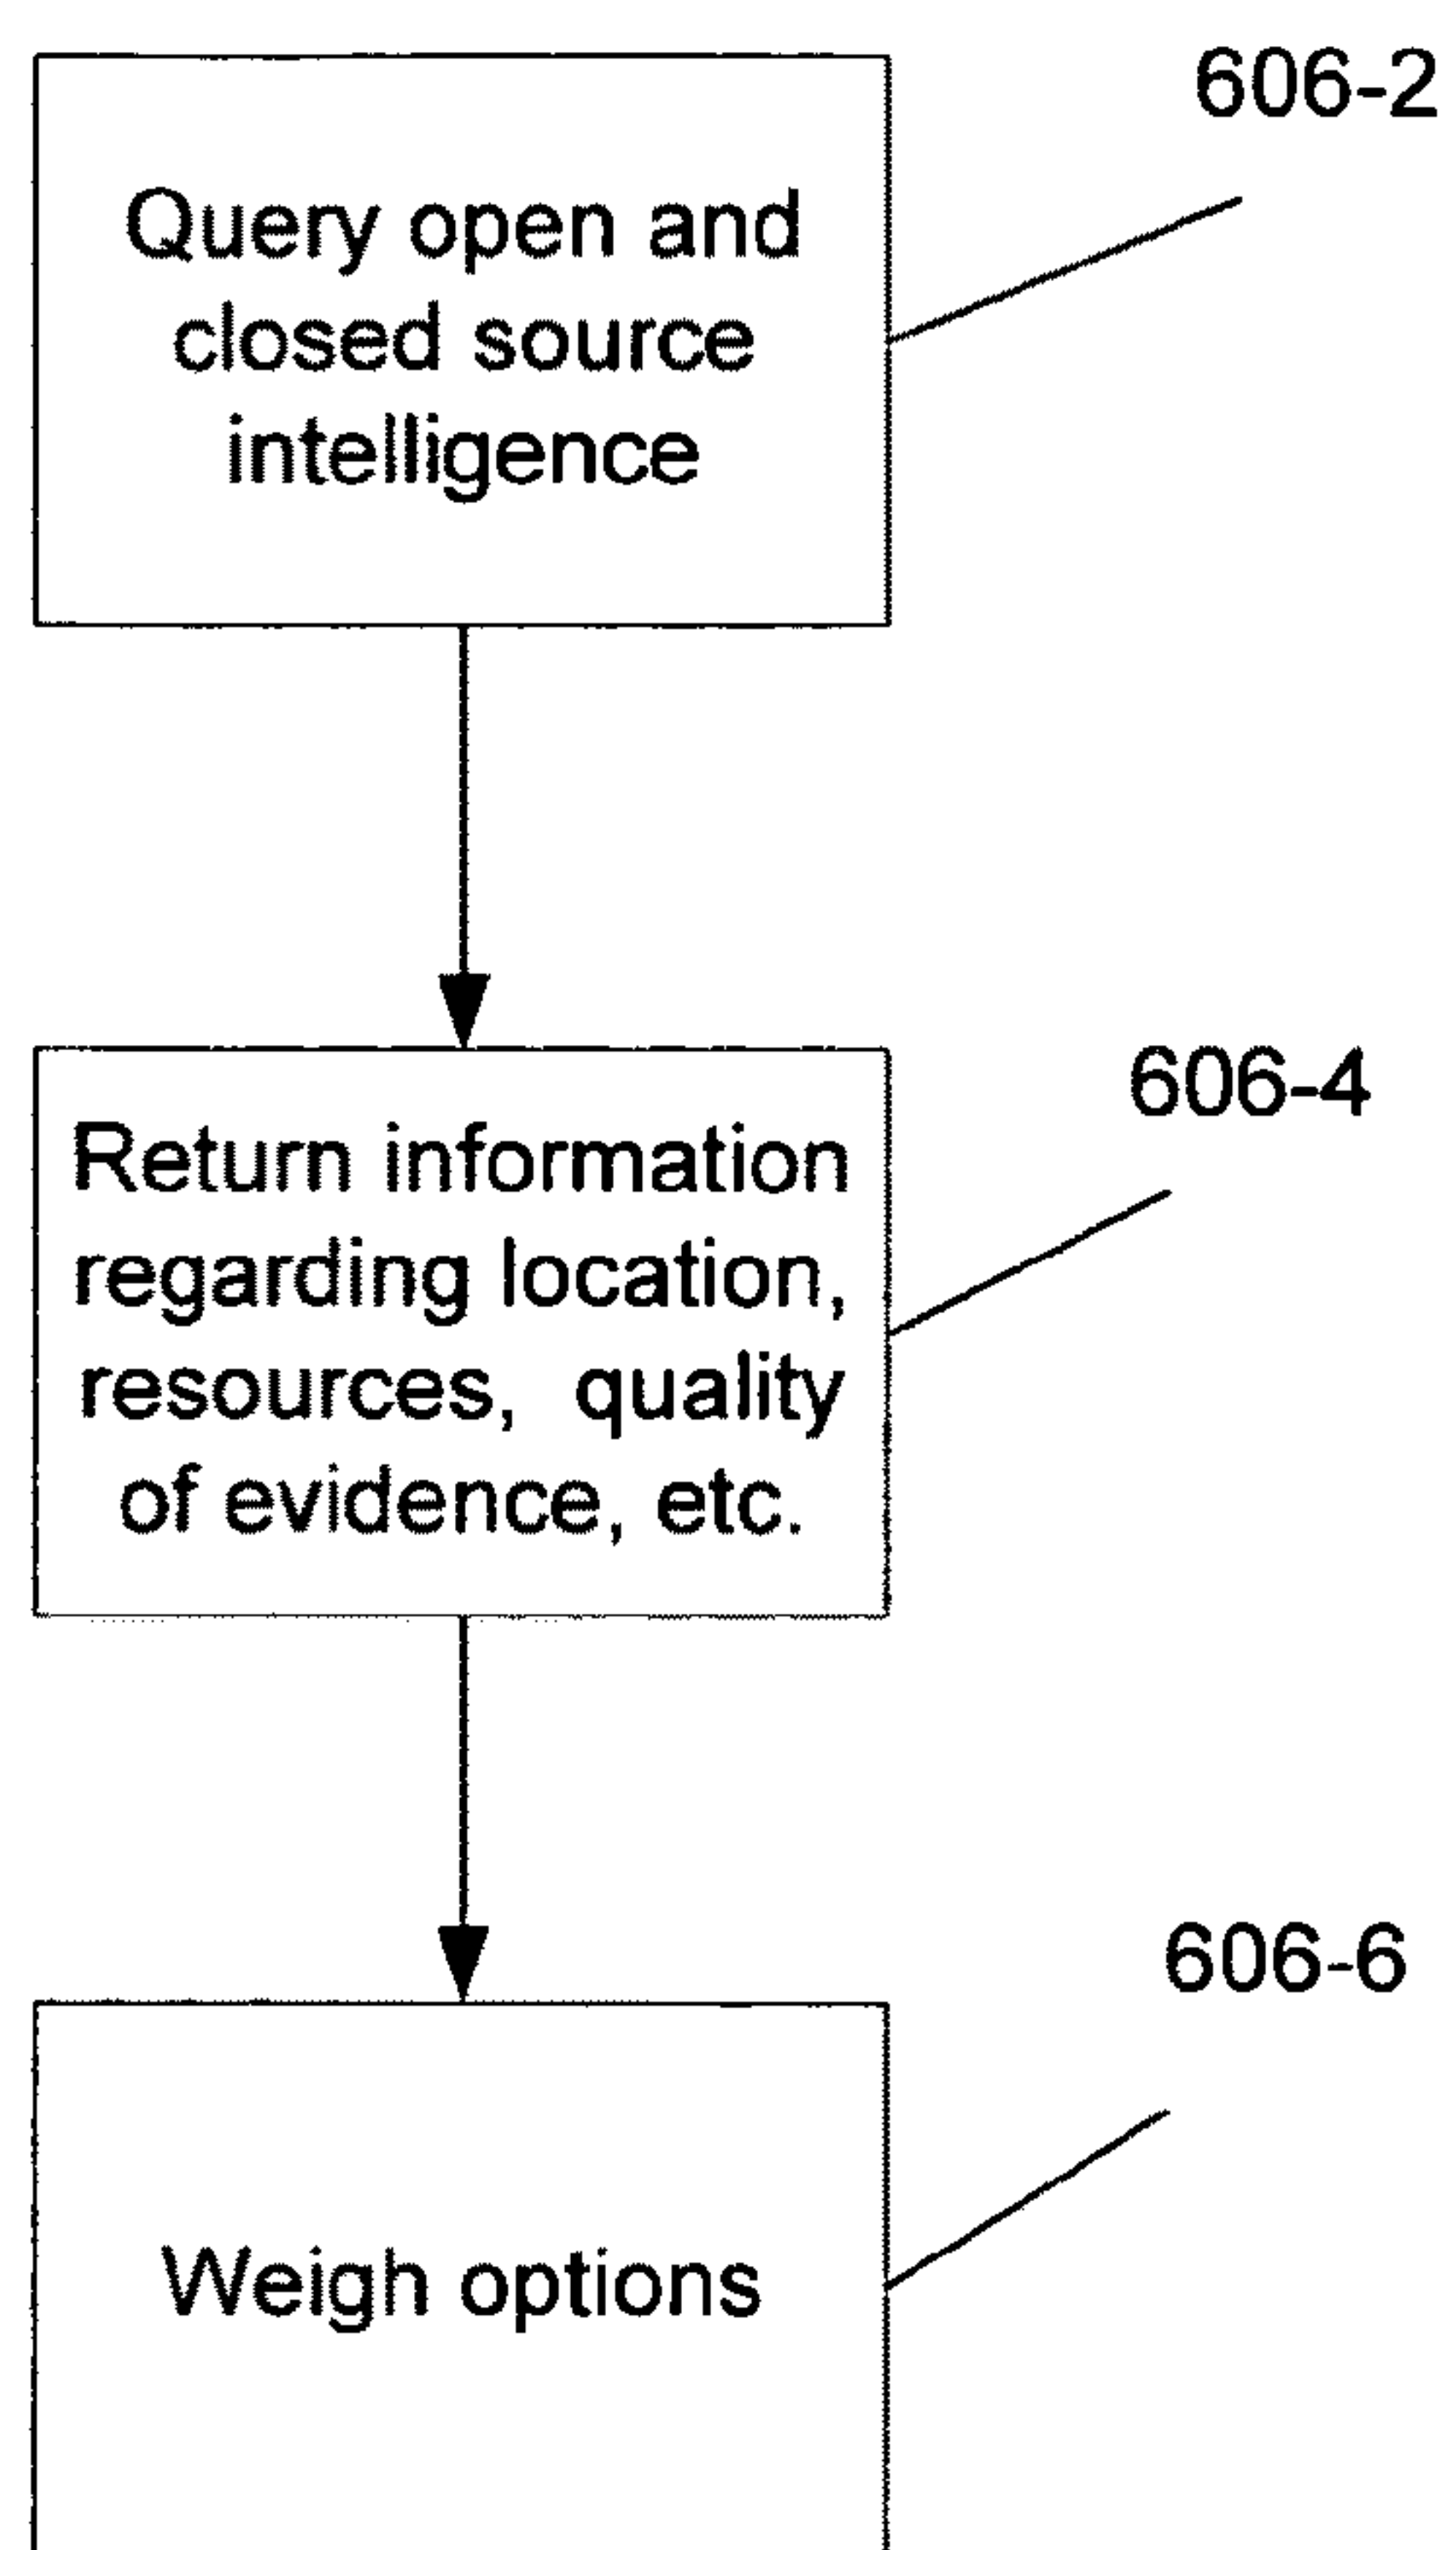 606-2
Query open and
closed source
intelligence
606-4
Return information
regarding location,
resources, quality
of evidence, etc.
606-6
Weigh options